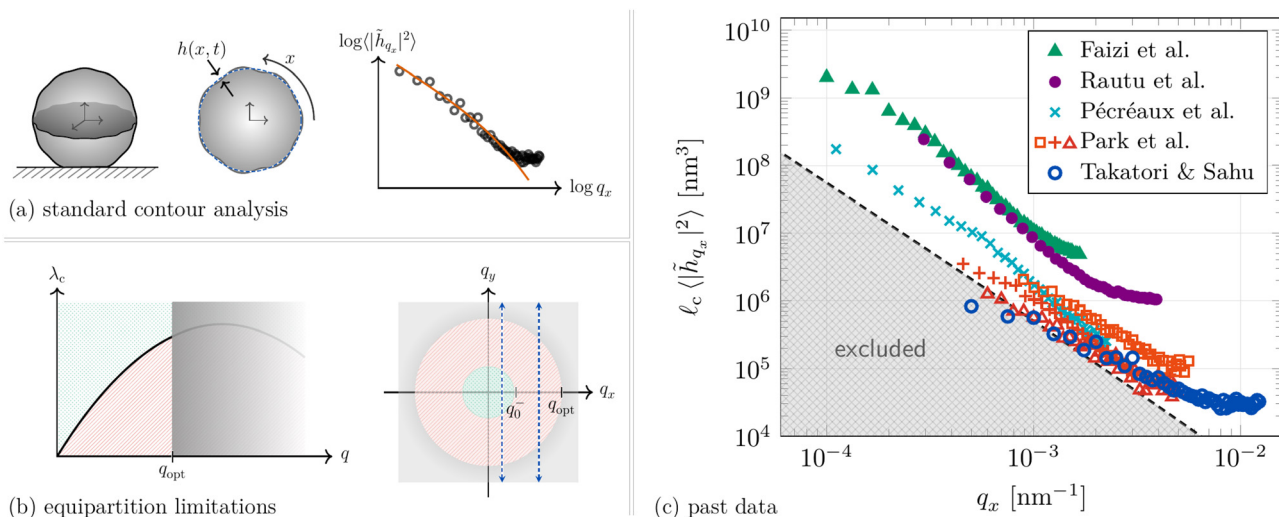 h(x, t)
x
log⟨|h̃_{q_x}|²⟩
log q_x
(a) standard contour analysis
λ_c
q_opt
q
q_y
q_x
q_0^-
q_opt
(b) equipartition limitations
ℓ_c ⟨|h̃_{q_x}|²⟩ [nm³]
10^10
10^9
10^8
10^7
10^6
10^5
10^4
Faizi et al.
Rautu et al.
Pécréaux et al.
Park et al.
Takatori & Sahu
excluded
10^−4
10^−3
10^−2
q_x [nm^−1]
(c) past data